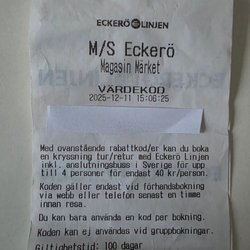 ECKERÖ LINJEN
M/S Eckerö
Magasin Märket
VÄRDEKOD
2025-12-11 15:06:25
Med ovanstående rabattkod/er kan du boka
en kryssning tur/retur med Eckerö Linjen
inkl. anslutningsbuss i Sverige för upp
till 4 personer för endast 40 kr/person.
Koden gäller endast vid förhandsbokning
via webb eller telefon senast en timme
innan resa.
Du kan bara använda en kod per bokning.
Koden kan ej användas vid gruppbokningar.
Giltighetstid: 100 dagar